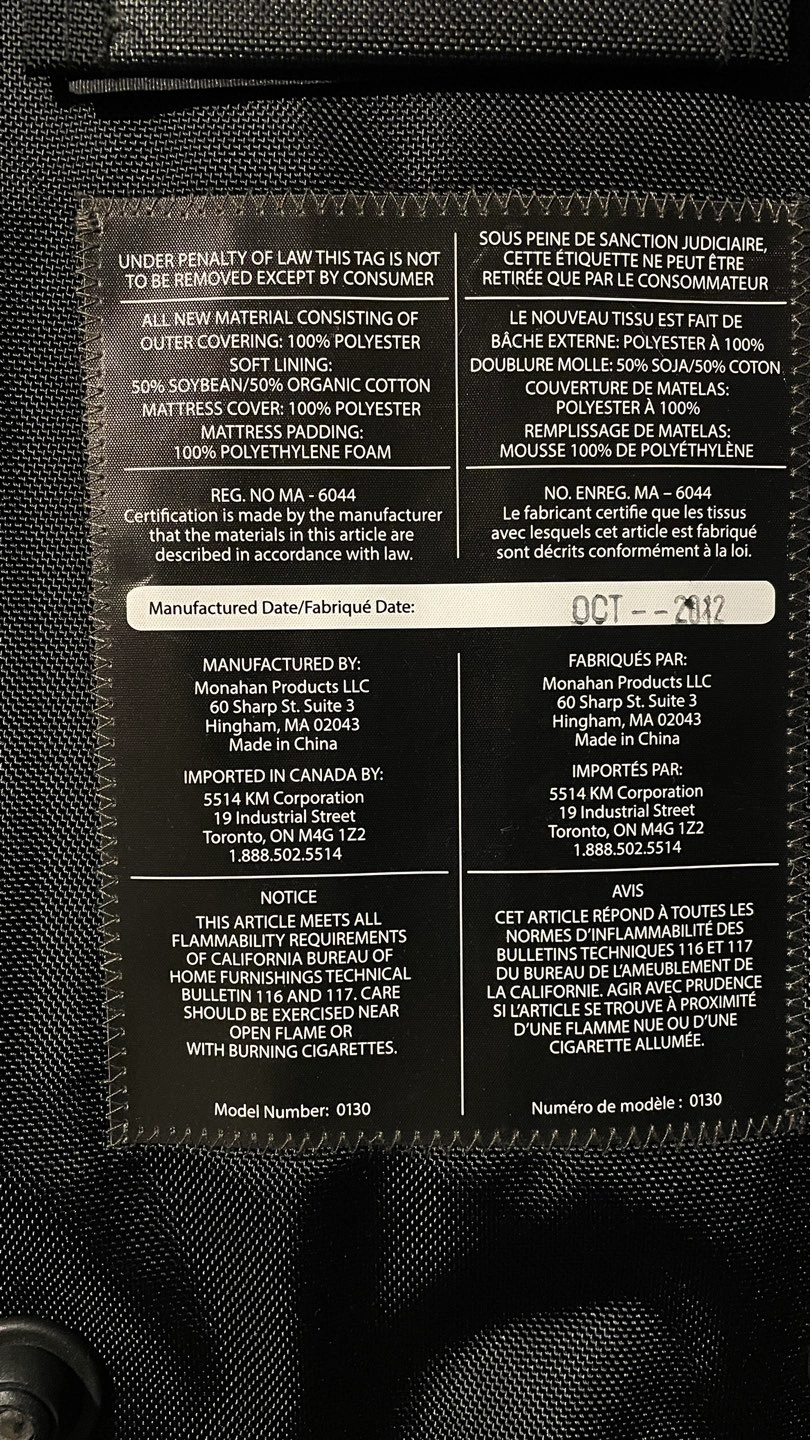 UNDER PENALTY OF LAW THIS TAG IS NOT
TO BE REMOVED EXCEPT BY CONSUMER
ALL NEW MATERIAL CONSISTING OF
OUTER COVERING: 100% POLYESTER
SOFT LINING:
50% SOYBEAN/50% ORGANIC COTTON
MATTRESS COVER: 100% POLYESTER
MATTRESS PADDING:
100% POLYETHYLENE FOAM
REG. NO MA - 6044
Certification is made by the manufacturer
that the materials in this article are
described in accordance with law.
SOUS PEINE DE SANCTION JUDICIAIRE,
CETTE ÉTIQUETTE NE PEUT ÊTRE
RETIRÉE QUE PAR LE CONSOMMATEUR
LE NOUVEAU TISSU EST FAIT DE
BÂCHE EXTERNE: POLYESTER À 100%
DOUBLURE MOLLE: 50% SOJA/50% COTON
COUVERTURE DE MATELAS:
POLYESTER À 100%
REMPLISSAGE DE MATELAS:
MOUSSE 100% DE POLYÉTHYLÈNE
NO. ENREG. MA – 6044
Le fabricant certifie que les tissus
avec lesquels cet article est fabriqué
sont décrits conformément à la loi.
Manufactured Date/Fabriqué Date: OCT -- 2012
MANUFACTURED BY:
Monahan Products LLC
60 Sharp St. Suite 3
Hingham, MA 02043
Made in China
IMPORTED IN CANADA BY:
5514 KM Corporation
19 Industrial Street
Toronto, ON M4G 1Z2
1.888.502.5514
NOTICE
THIS ARTICLE MEETS ALL
FLAMMABILITY REQUIREMENTS
OF CALIFORNIA BUREAU OF
HOME FURNISHINGS TECHNICAL
BULLETIN 116 AND 117. CARE
SHOULD BE EXERCISED NEAR
OPEN FLAME OR
WITH BURNING CIGARETTES.
Model Number: 0130
FABRIQUÉS PAR:
Monahan Products LLC
60 Sharp St. Suite 3
Hingham, MA 02043
Made in China
IMPORTÉS PAR:
5514 KM Corporation
19 Industrial Street
Toronto, ON M4G 1Z2
1.888.502.5514
AVIS
CET ARTICLE RÉPOND À TOUTES LES
NORMES D'INFLAMMABILITÉ DES
BULLETINS TECHNIQUES 116 ET 117
DU BUREAU DE L'AMEUBLEMENT DE
LA CALIFORNIE. AGIR AVEC PRUDENCE
SI L'ARTICLE SE TROUVE À PROXIMITÉ
D'UNE FLAMME NUE OU D'UNE
CIGARETTE ALLUMÉE.
Numéro de modèle : 0130